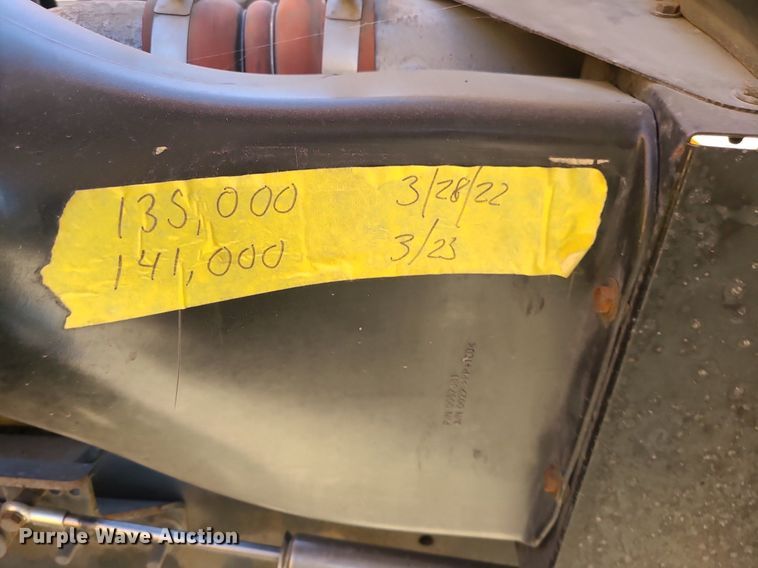 135,000 3/28/22
141,000 3/23
Purple Wave Auction